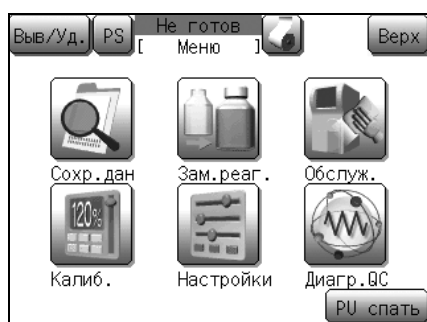 Не готов
Выв/Уд. PS [ Меню ] Верх
Сохр.дан Зам.реаг. Обслуж.
120%
Калиб. Настройки Диагр.QC
PU спать